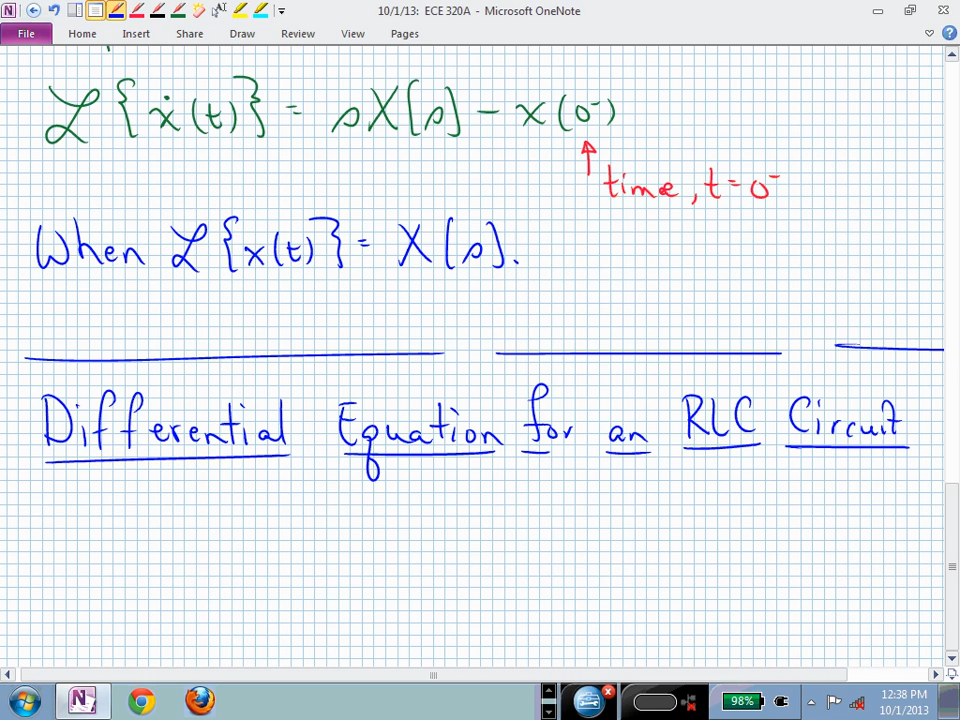 10/1/13: ECE 320A - Microsoft OneNote
File Home Insert Share Draw Review View Pages
ℒ{ẋ(t)} = sX[s] − x(0⁻)
time, t = 0⁻
When ℒ{x(t)} = X[s].
Differential Equation for an RLC Circuit
98%
12:38 PM
10/1/2013